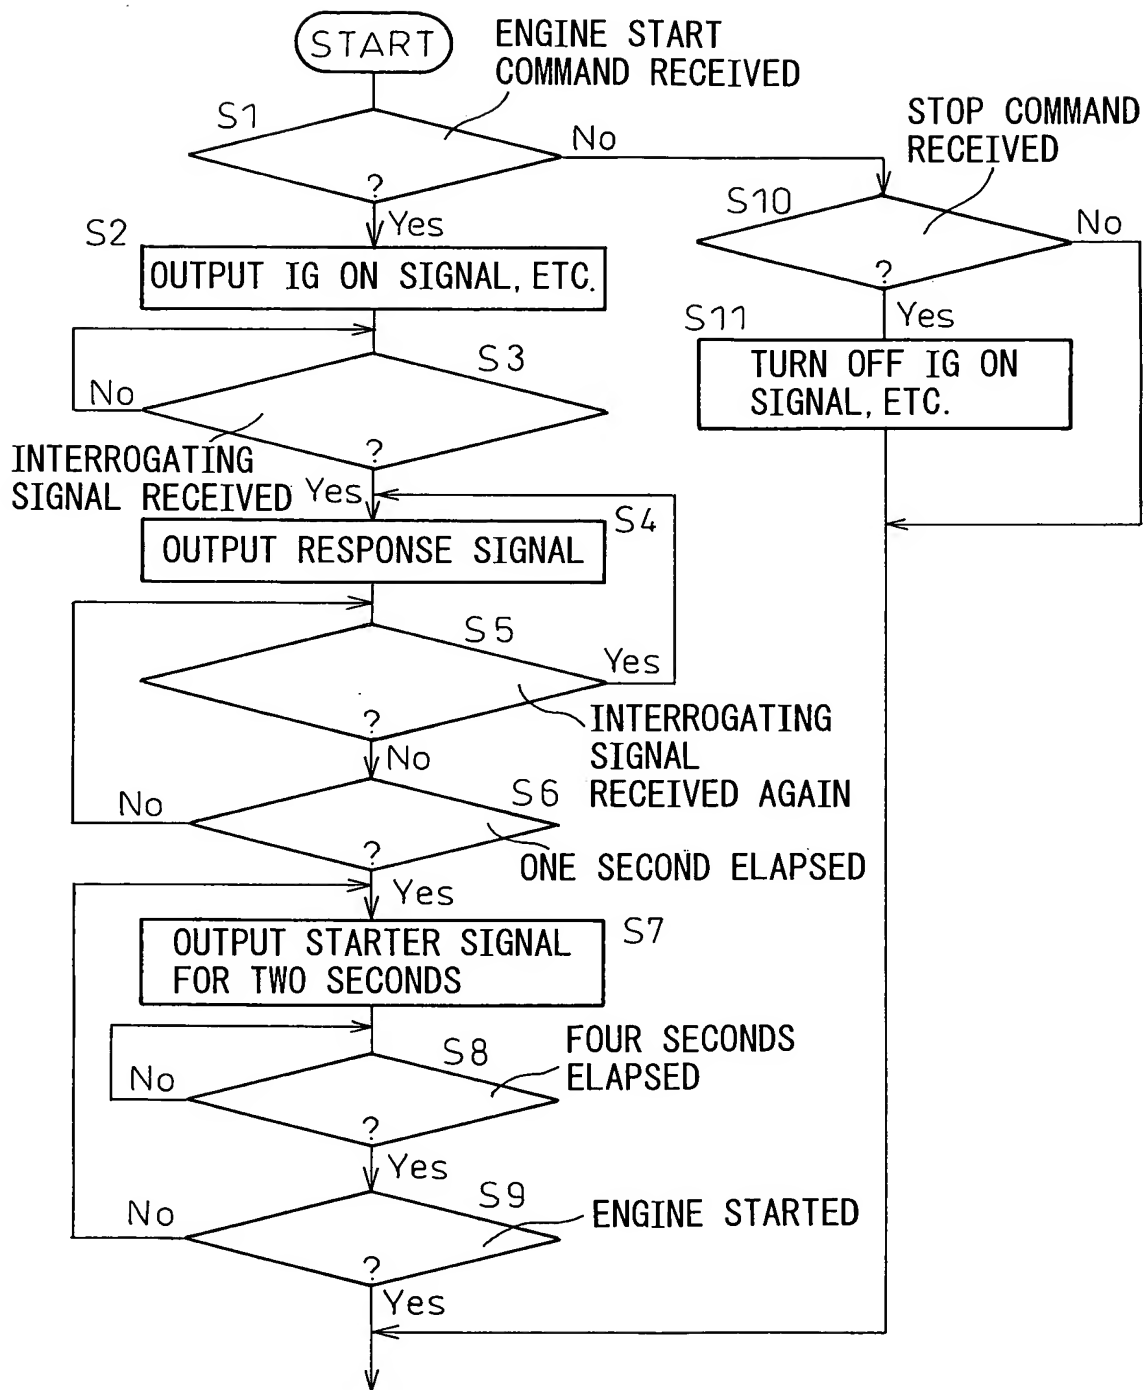 START
ENGINE START
COMMAND RECEIVED
S1
?
No
Yes
STOP COMMAND
RECEIVED
S10
?
No
Yes
S11
TURN OFF IG ON
SIGNAL, ETC.
S2
OUTPUT IG ON SIGNAL, ETC.
S3
No
?
INTERROGATING
SIGNAL RECEIVED
Yes
S4
OUTPUT RESPONSE SIGNAL
S5
Yes
?
INTERROGATING
SIGNAL
RECEIVED AGAIN
No
S6
No
?
ONE SECOND ELAPSED
Yes
S7
OUTPUT STARTER SIGNAL
FOR TWO SECONDS
S8
FOUR SECONDS
ELAPSED
No
?
Yes
S9
ENGINE STARTED
No
?
Yes